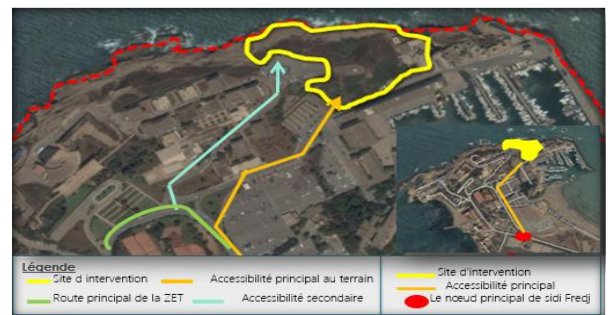 Légende
Site d intervention
Accessibilité principal au terrain
Route principal de la ZET
Accessibilité secondaire
Site d'intervention
Accessibilité principal
Le nœud principal de sidi Fredj